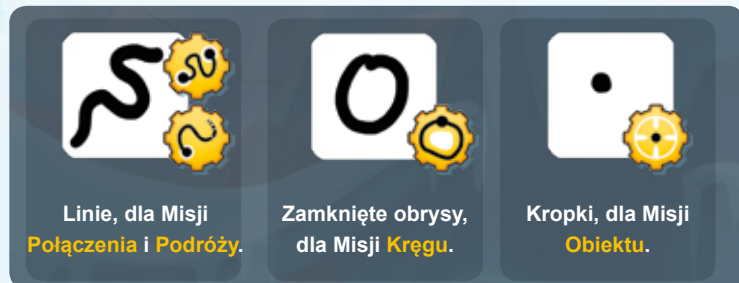 Linie, dla Misji
Połączenia i Podróży.
Zamknięte obrysy,
dla Misji Kręgu.
Kropki, dla Misji
Obiektu.